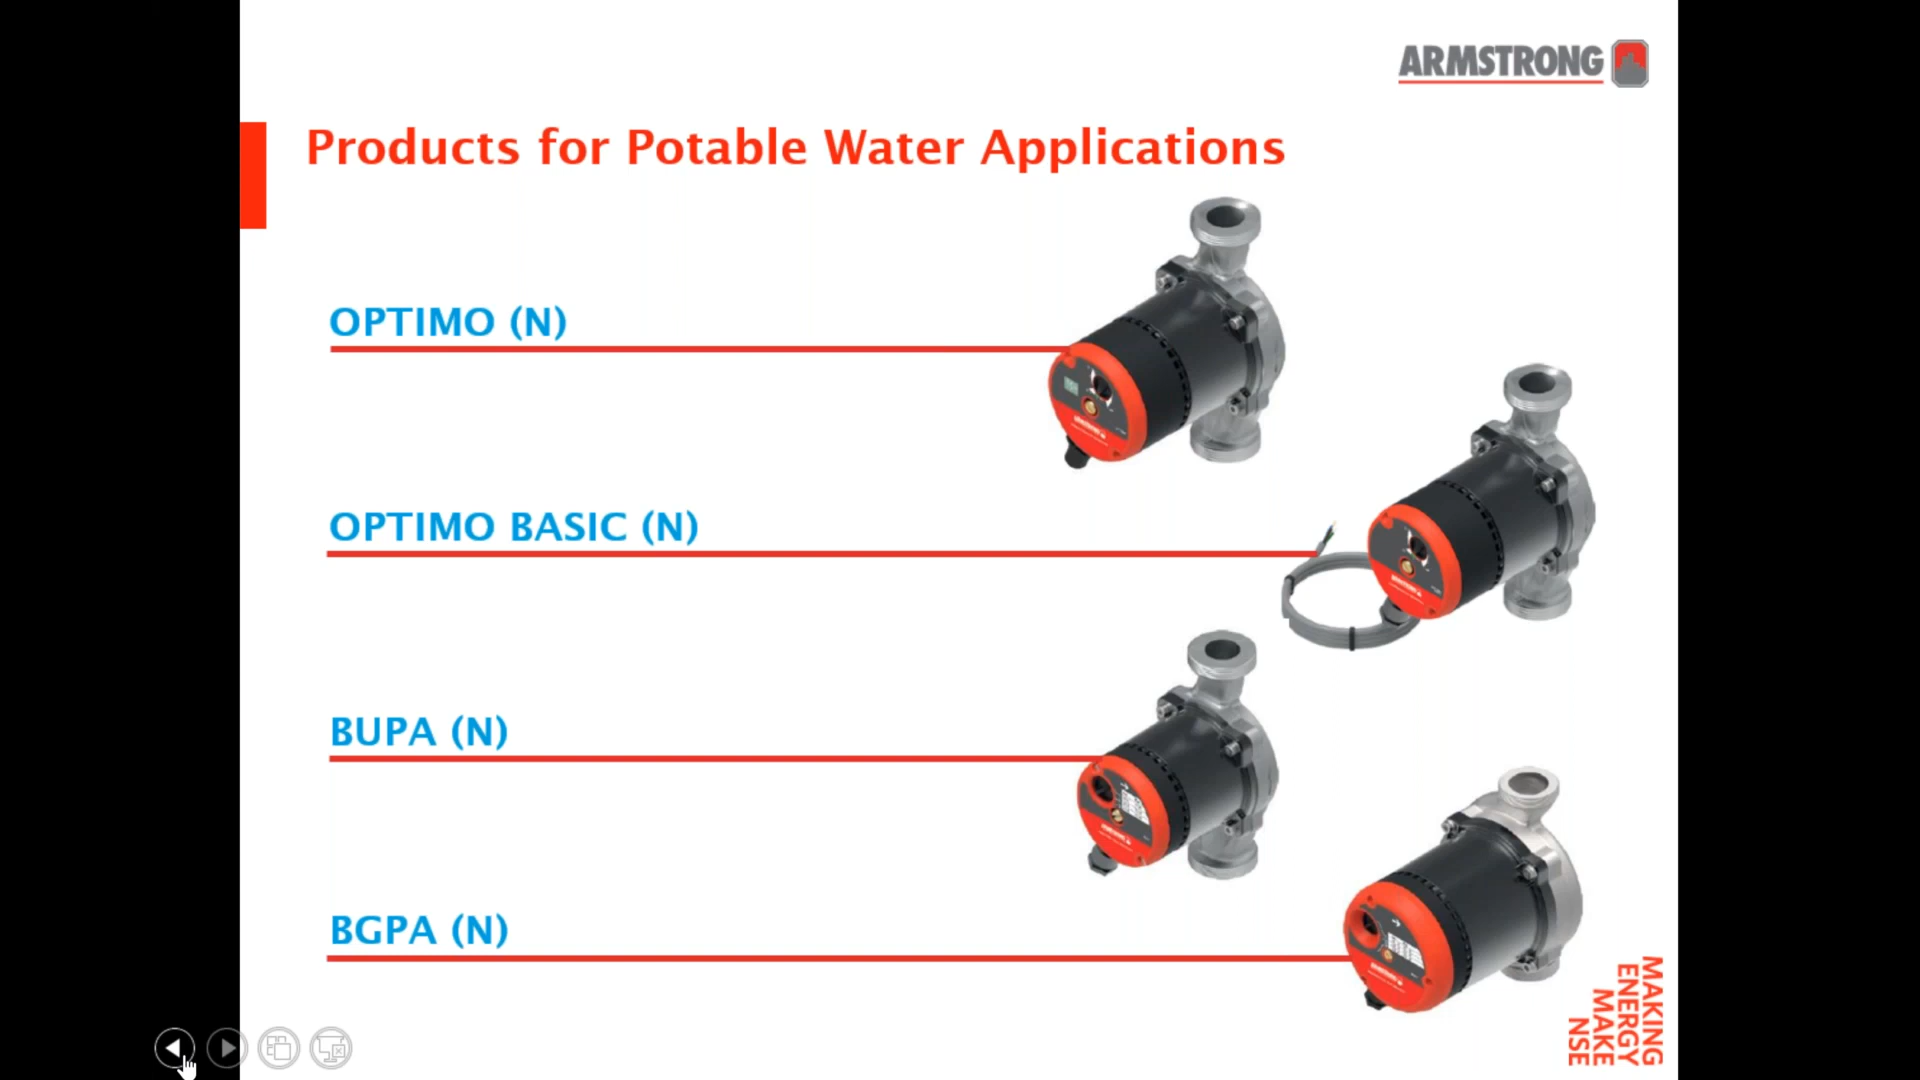 ARMSTRONG
Products for Potable Water Applications
OPTIMO (N)
OPTIMO BASIC (N)
BUPA (N)
BGPA (N)
MAKING
ENERGY
MAKE
NSE